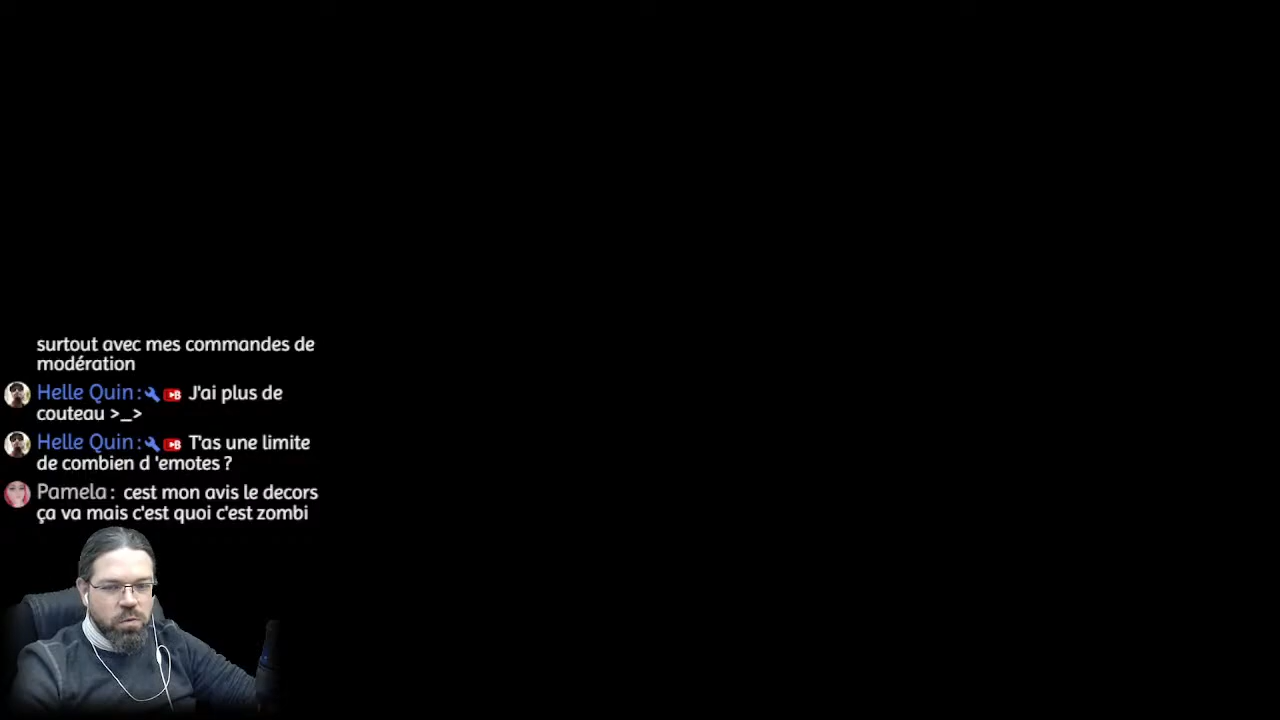 surtout avec mes commandes de
modération
Helle Quin : J'ai plus de
couteau >_>
Helle Quin : T'as une limite
de combien d 'emotes ?
Pamela : cest mon avis le decors
ça va mais c'est quoi c'est zombi